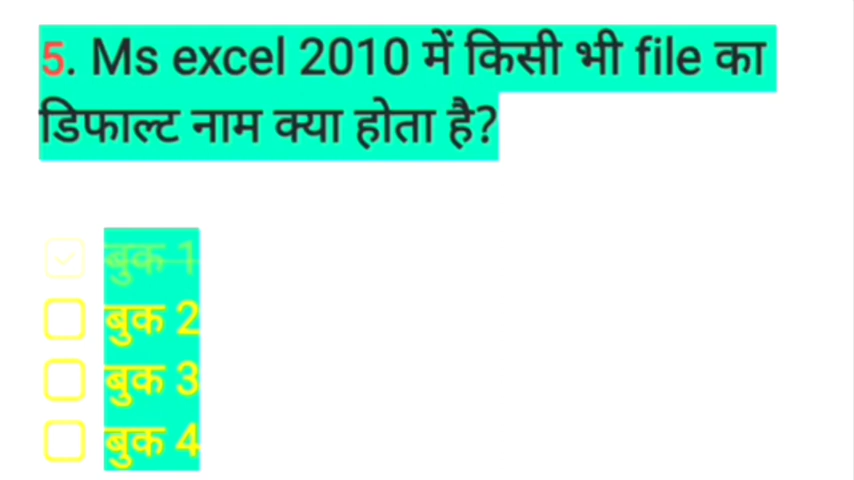 5. Ms excel 2010 में किसी भी file का
डिफाल्ट नाम क्या होता है?
बुक 1
बुक 2
बुक 3
बुक 4